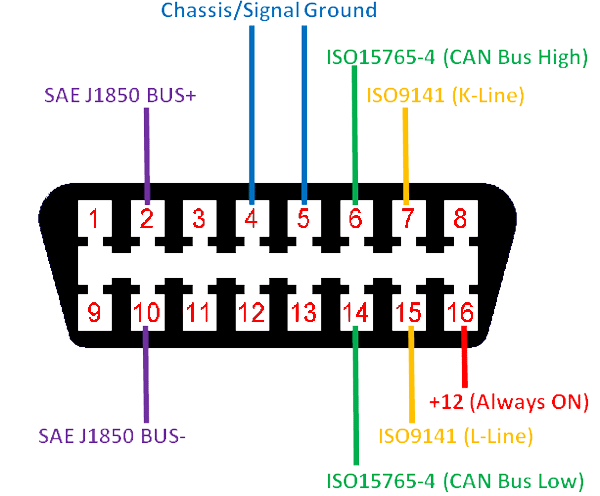 Chassis/Signal Ground
ISO15765-4 (CAN Bus High)
SAE J1850 BUS+
ISO9141 (K-Line)
1 2 3 4 5 6 7 8
9 10 11 12 13 14 15 16
+12 (Always ON)
SAE J1850 BUS-
ISO9141 (L-Line)
ISO15765-4 (CAN Bus Low)